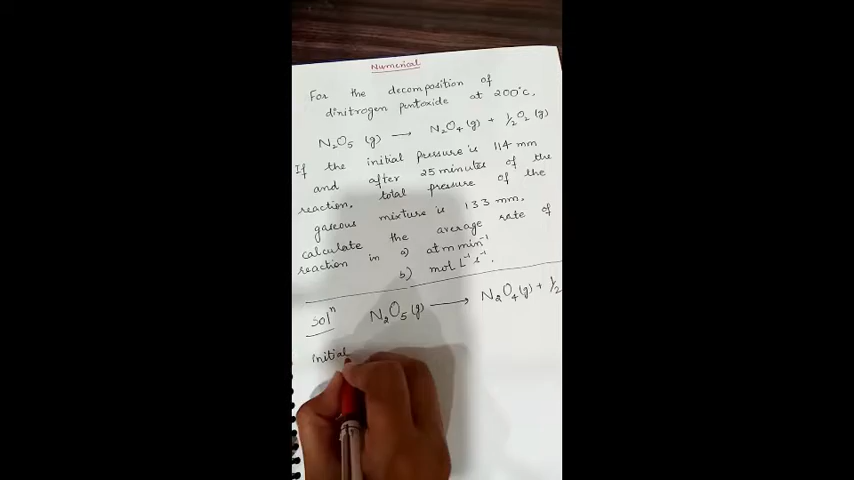 Numerical
For the decomposition of
dinitrogen pentoxide at 200°C.
N₂O₅ (g) → N₂O₄ (g) + 1/2 O₂ (g)
If the initial pressure is 114 mm
and after 25 minutes of the
reaction, total pressure of the
gaseous mixture is 133 mm.
calculate the average rate of
reaction in a) atm min⁻¹
b) mol L⁻¹ s⁻¹.
Solⁿ N₂O₅ (g) → N₂O₄ (g) + 1/2
initial